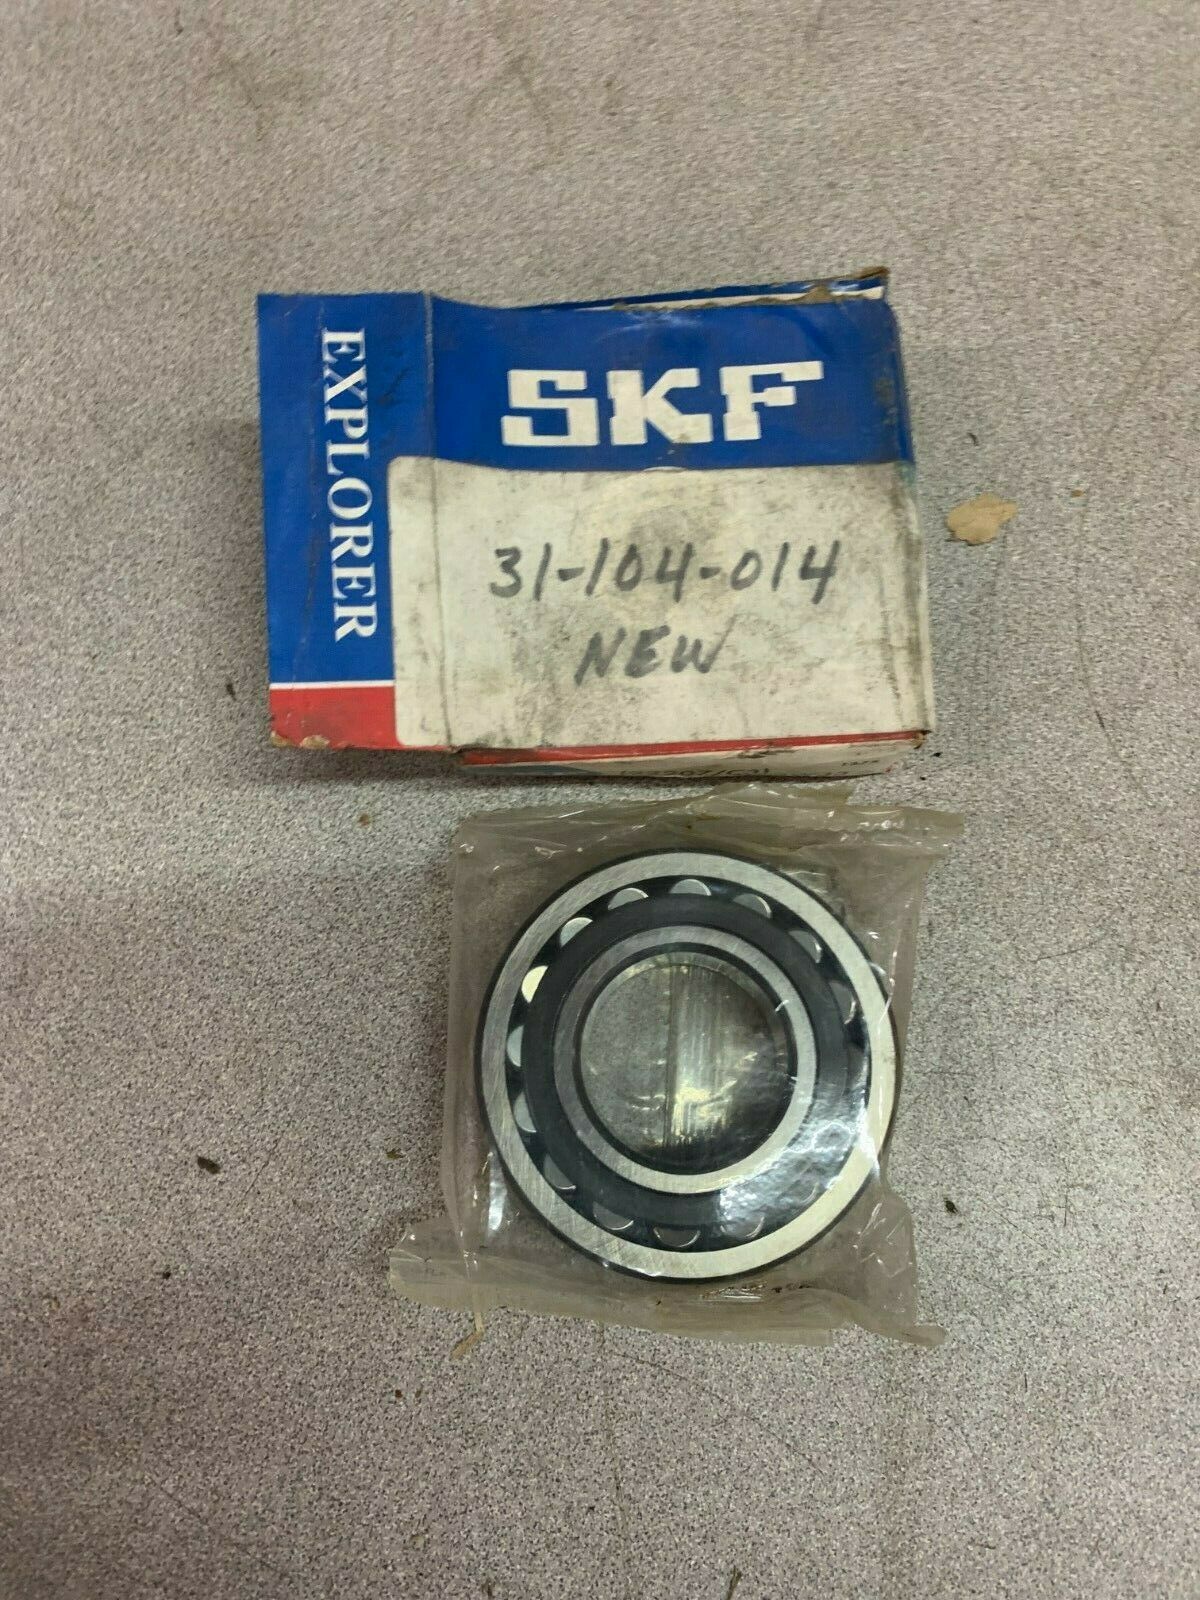 SKF
EXPLORER
31-104-014
NEW